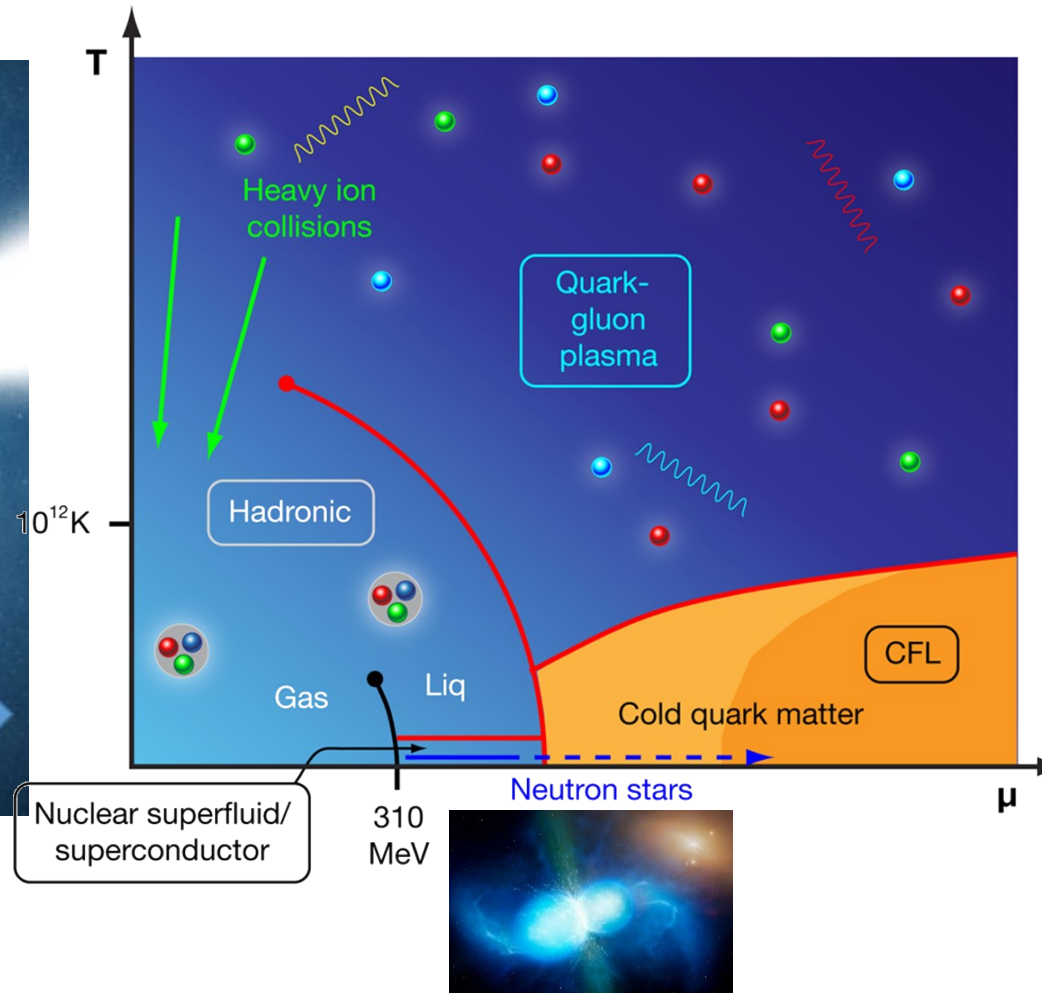 T
Heavy ion
collisions
Quark-
gluon
plasma
10¹²K
Hadronic
Gas
Liq
CFL
Cold quark matter
Neutron stars
μ
Nuclear superfluid/
superconductor
310
MeV